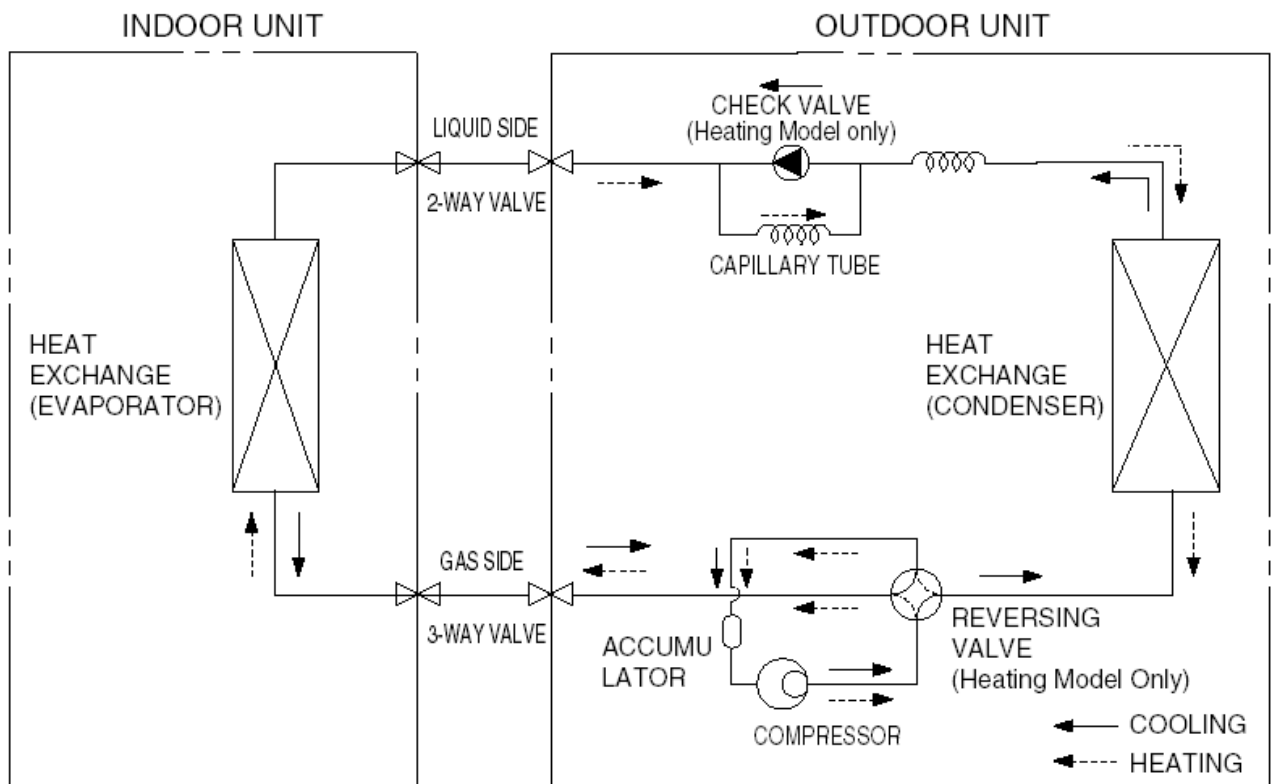 INDOOR UNIT
OUTDOOR UNIT
CHECK VALVE
(Heating Model only)
LIQUID SIDE
2-WAY VALVE
CAPILLARY TUBE
HEAT
EXCHANGE
(EVAPORATOR)
HEAT
EXCHANGE
(CONDENSER)
GAS SIDE
3-WAY VALVE
ACCUMU
LATOR
REVERSING
VALVE
(Heating Model Only)
COMPRESSOR
COOLING
HEATING